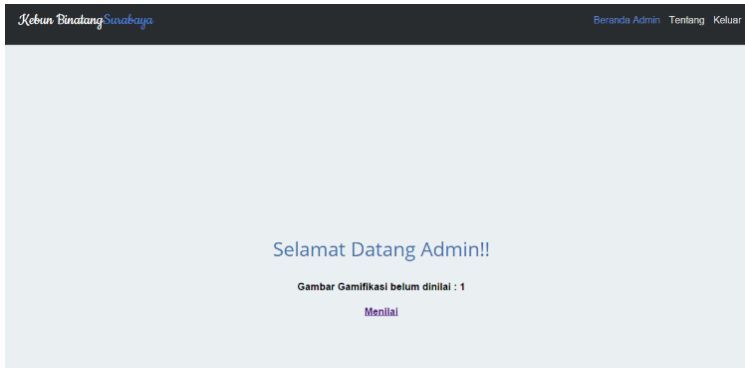 Kebun BinatangSurabaya
Beranda Admin Tentang Keluar
Selamat Datang Admin!!
Gambar Gamifikasi belum dinilai : 1
Menilai